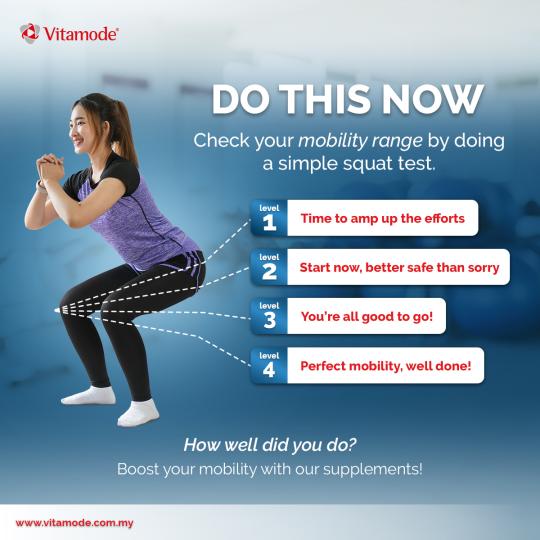 Vitamode®
DO THIS NOW
Check your mobility range by doing
a simple squat test.
level
1
Time to amp up the efforts
level
2
Start now, better safe than sorry
level
3
You're all good to go!
level
4
Perfect mobility, well done!
How well did you do?
Boost your mobility with our supplements!
www.vitamode.com.my